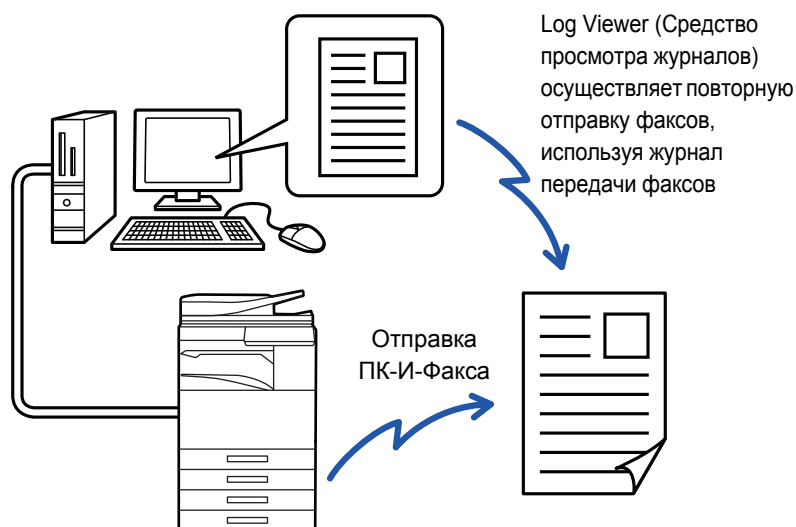 Log Viewer (Средство
просмотра журналов)
осуществляет повторную
отправку факсов,
используя журнал
передачи факсов
Отправка
ПК-И-Факса